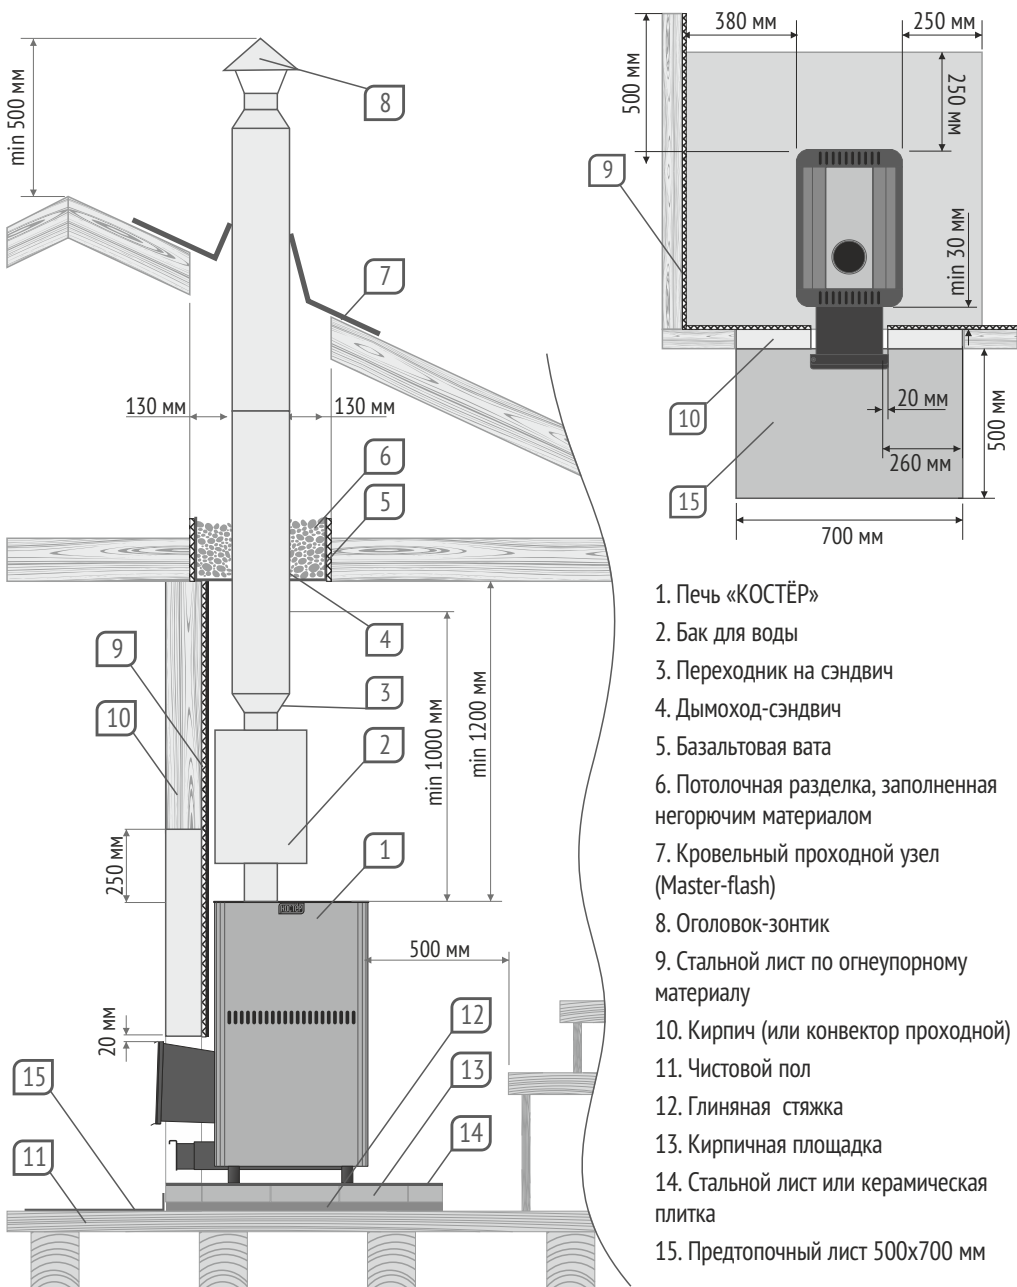 min 500 мм
8
7
130 мм
130 мм
6
5
4
9
3
10
2
min 1000 мм
min 1200 мм
1
250 мм
КОСТЁР
500 мм
20 мм
12
15
13
14
11
380 мм
250 мм
500 мм
250 мм
9
min 30 мм
10
20 мм
500 мм
260 мм
15
700 мм
1. Печь «КОСТЁР»
2. Бак для воды
3. Переходник на сэндвич
4. Дымоход-сэндвич
5. Базальтовая вата
6. Потолочная разделка, заполненная
негорючим материалом
7. Кровельный проходной узел
(Master-flash)
8. Оголовок-зонтик
9. Стальной лист по огнеупорному
материалу
10. Кирпич (или конвектор проходной)
11. Чистовой пол
12. Глиняная стяжка
13. Кирпичная площадка
14. Стальной лист или керамическая
плитка
15. Предтопочный лист 500х700 мм